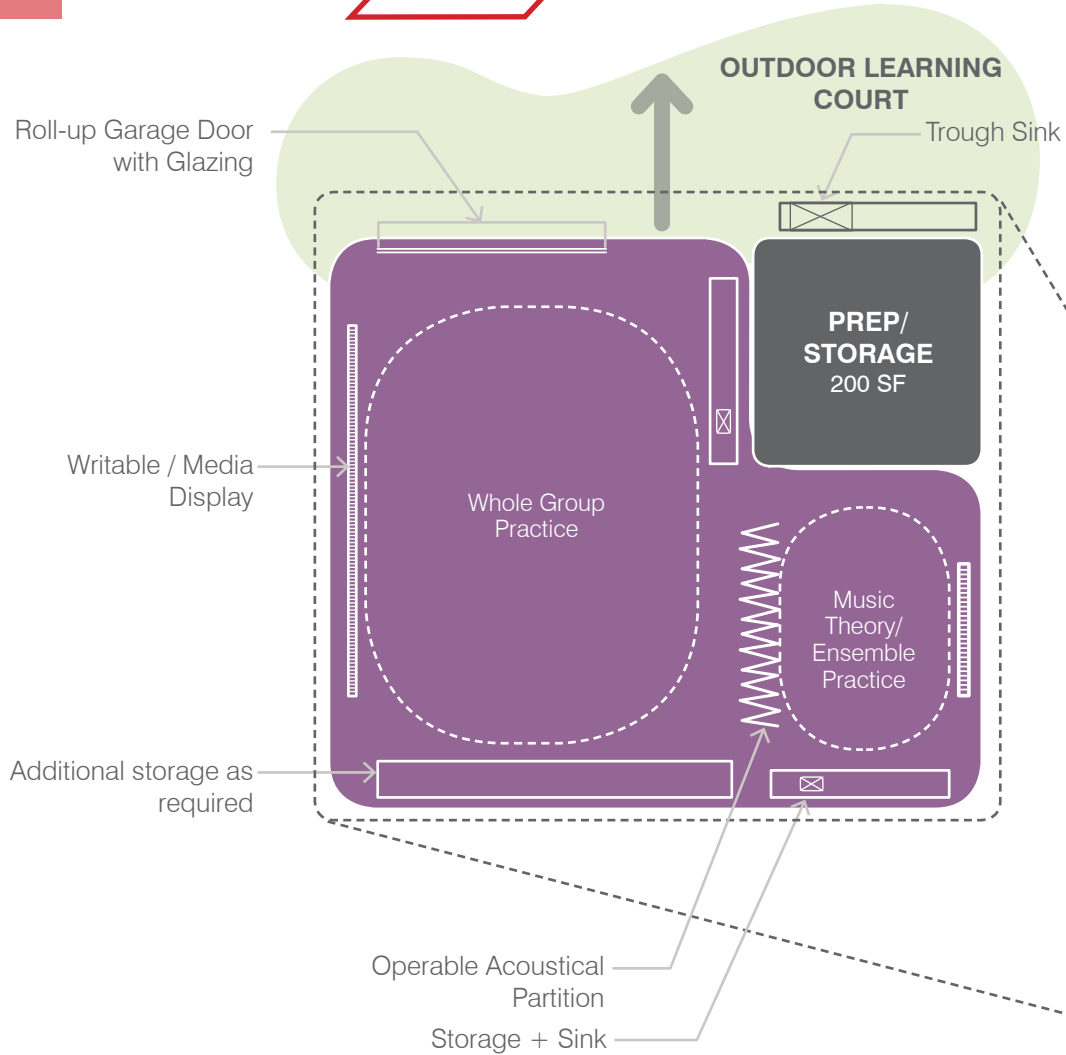 OUTDOOR LEARNING
COURT
Roll-up Garage Door
with Glazing
Trough Sink
PREP/
STORAGE
200 SF
Writable / Media
Display
Whole Group
Practice
Music
Theory/
Ensemble
Practice
Additional storage as
required
Operable Acoustical
Partition
Storage + Sink